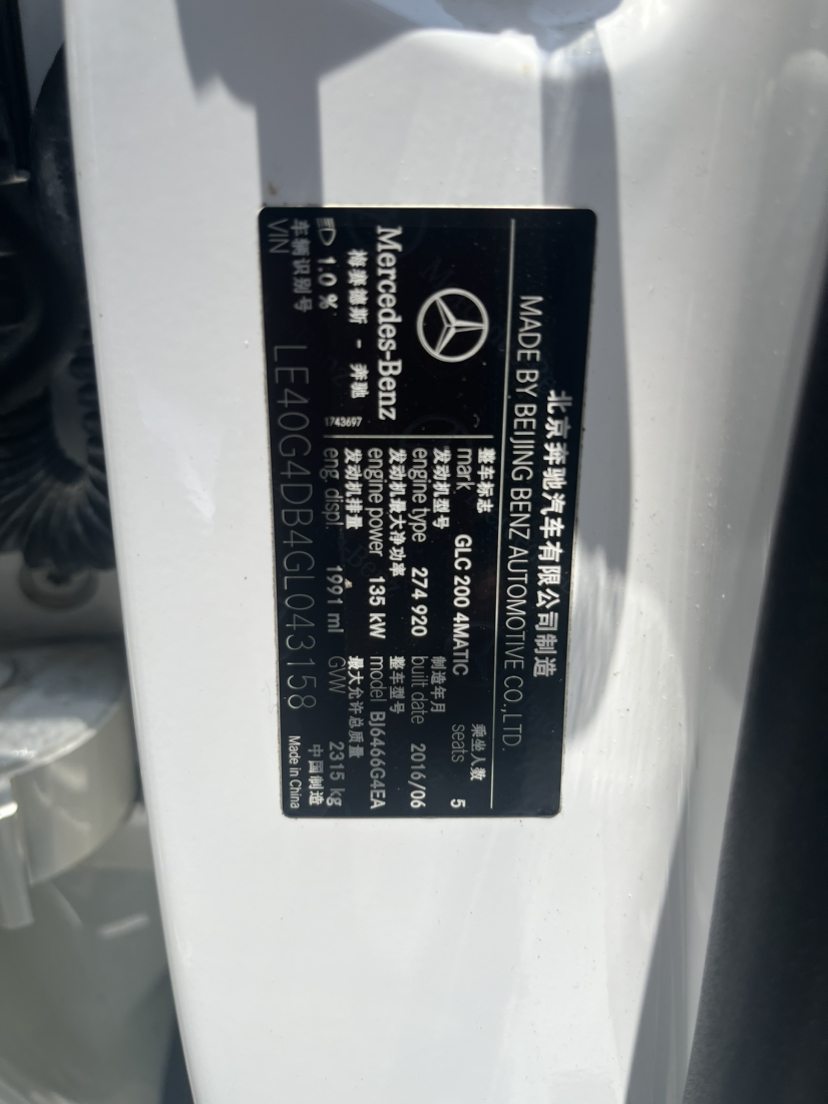 北京奔驰汽车有限公司制造
MADE BY BEIJING BENZ AUTOMOTIVE CO.,LTD.
Mercedes-Benz
梅赛德斯 - 奔驰
1.0 %
1743697
整车标志
mark GLC 200 4MATIC
乘坐人数
seats 5
发动机型号
engine type 274 920
制造年月
built date 2016/06
发动机最大净功率
engine power 135 kW
整车型号
model BJ6466G4EA
发动机排量
eng. displ. 1991 ml
最大允许总质量
GVW 2315 kg
车辆识别号
VIN LE40G4DB4GL043158
中国制造
Made in China